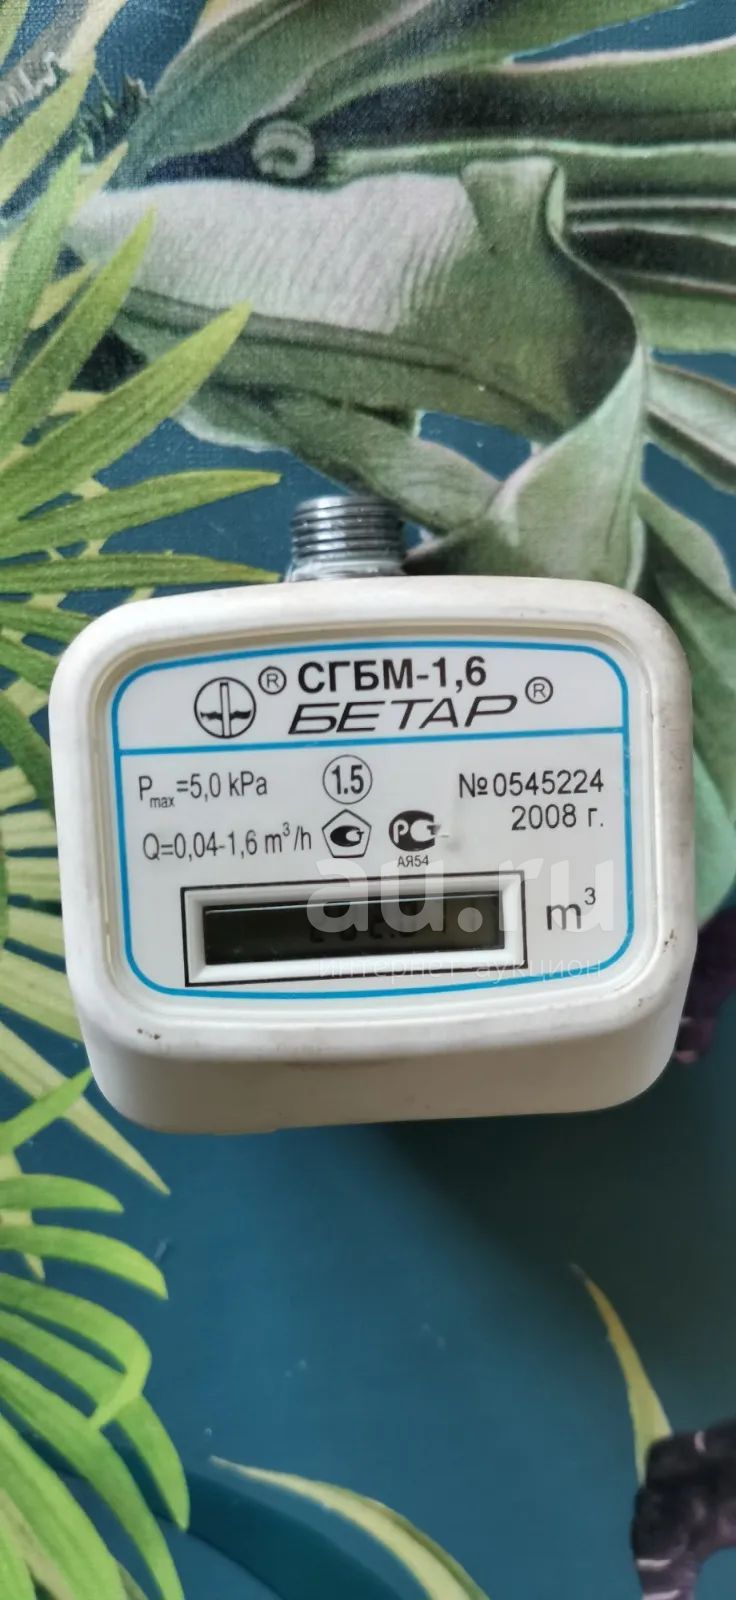 ® СГБМ-1,6
БЕТАР®
Pmax=5,0 kPa 1.5 №0545224
2008 г.
Q=0,04-1,6 m³/h РСТ
АЯ54
m³
au.ru
интернет-аукцион